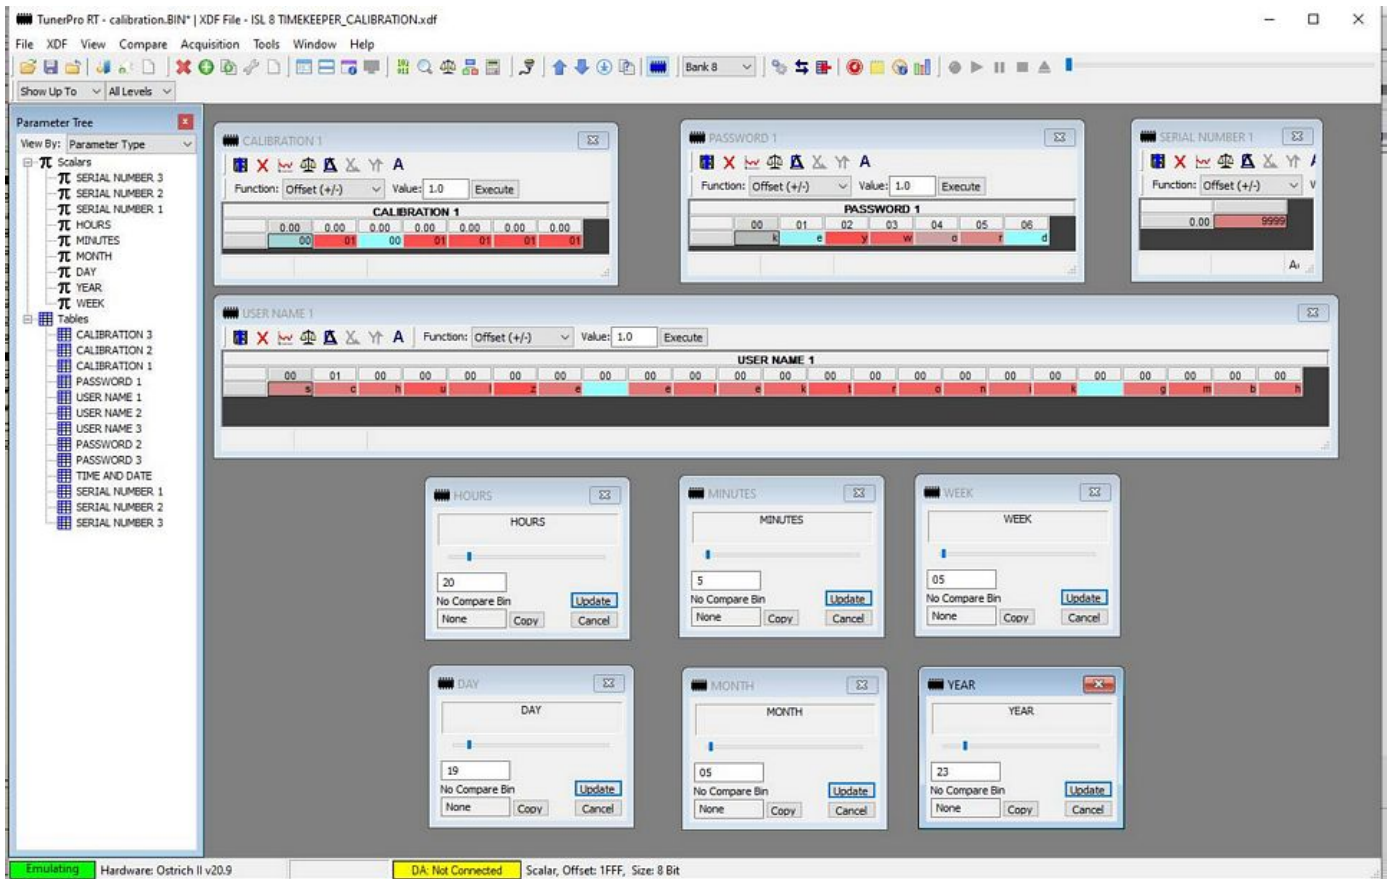 TunerPro RT - calibration.BIN* | XDF File - ISL 8 TIMEKEEPER_CALIBRATION.xdf
File XDF View Compare Acquisition Tools Window Help
Bank 8
Show Up To All Levels
Parameter Tree
View By: Parameter Type
Scalars
SERIAL NUMBER 3
SERIAL NUMBER 2
SERIAL NUMBER 1
HOURS
MINUTES
MONTH
DAY
YEAR
WEEK
Tables
CALIBRATION 3
CALIBRATION 2
CALIBRATION 1
PASSWORD 1
USER NAME 1
USER NAME 2
USER NAME 3
PASSWORD 2
PASSWORD 3
TIME AND DATE
SERIAL NUMBER 1
SERIAL NUMBER 2
SERIAL NUMBER 3
CALIBRATION 1
Function: Offset (+/-) Value: 1.0 Execute
CALIBRATION 1
0.00 0.00 0.00 0.00 0.00 0.00 0.00
00 01 00 01 01 01 01
PASSWORD 1
Function: Offset (+/-) Value: 1.0 Execute
PASSWORD 1
00 01 02 03 04 05 06
k e y w o r d
SERIAL NUMBER 1
Function: Offset (+/-) V
0.00 9999
USER NAME 1
Function: Offset (+/-) Value: 1.0 Execute
USER NAME 1
00 01 00 00 00 00 00 00 00 00 00 00 00 00 00 00 00 00 00 00 00 00 00
s c h u l z e e l e k t r o n i k g m b h
HOURS
HOURS
20
No Compare Bin Update
None Copy Cancel
MINUTES
MINUTES
5
No Compare Bin Update
None Copy Cancel
WEEK
WEEK
05
No Compare Bin Update
None Copy Cancel
DAY
DAY
19
No Compare Bin Update
None Copy Cancel
MONTH
MONTH
05
No Compare Bin Update
None Copy Cancel
YEAR
YEAR
23
No Compare Bin Update
None Copy Cancel
Emulating Hardware: Ostrich II v20.9 DA: Not Connected Scalar, Offset: 1FFF, Size: 8 Bit